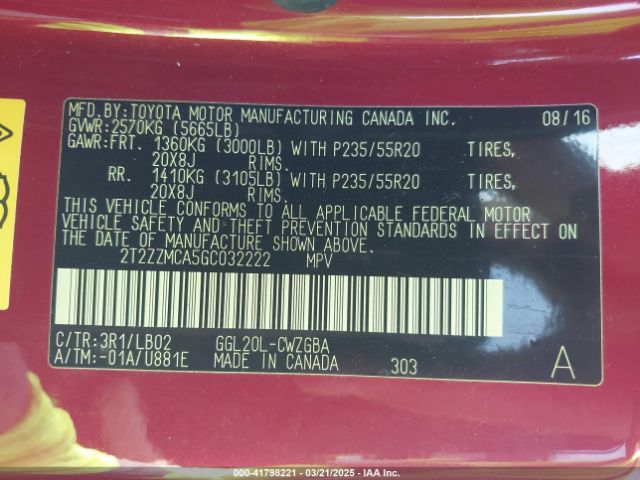 MFD.BY:TOYOTA MOTOR MANUFACTURING CANADA INC. 08/16
GVWR:2570KG (5665LB)
GAWR:FRT. 1360KG (3000LB) WITH P235/55R20 TIRES,
20X8J RIMS.
RR. 1410KG (3105LB) WITH P235/55R20 TIRES,
20X8J RIMS.
THIS VEHICLE CONFORMS TO ALL APPLICABLE FEDERAL MOTOR
VEHICLE SAFETY AND THEFT PREVENTION STANDARDS IN EFFECT ON
THE DATE OF MANUFACTURE SHOWN ABOVE.
2T2ZZMCA5GC032222 MPV
C/TR:3R1/LB02 GGL20L-CWZGBA
A/TM:-01A/U881E MADE IN CANADA 303 A
000-41798221 - 03/21/2025 - IAA Inc.